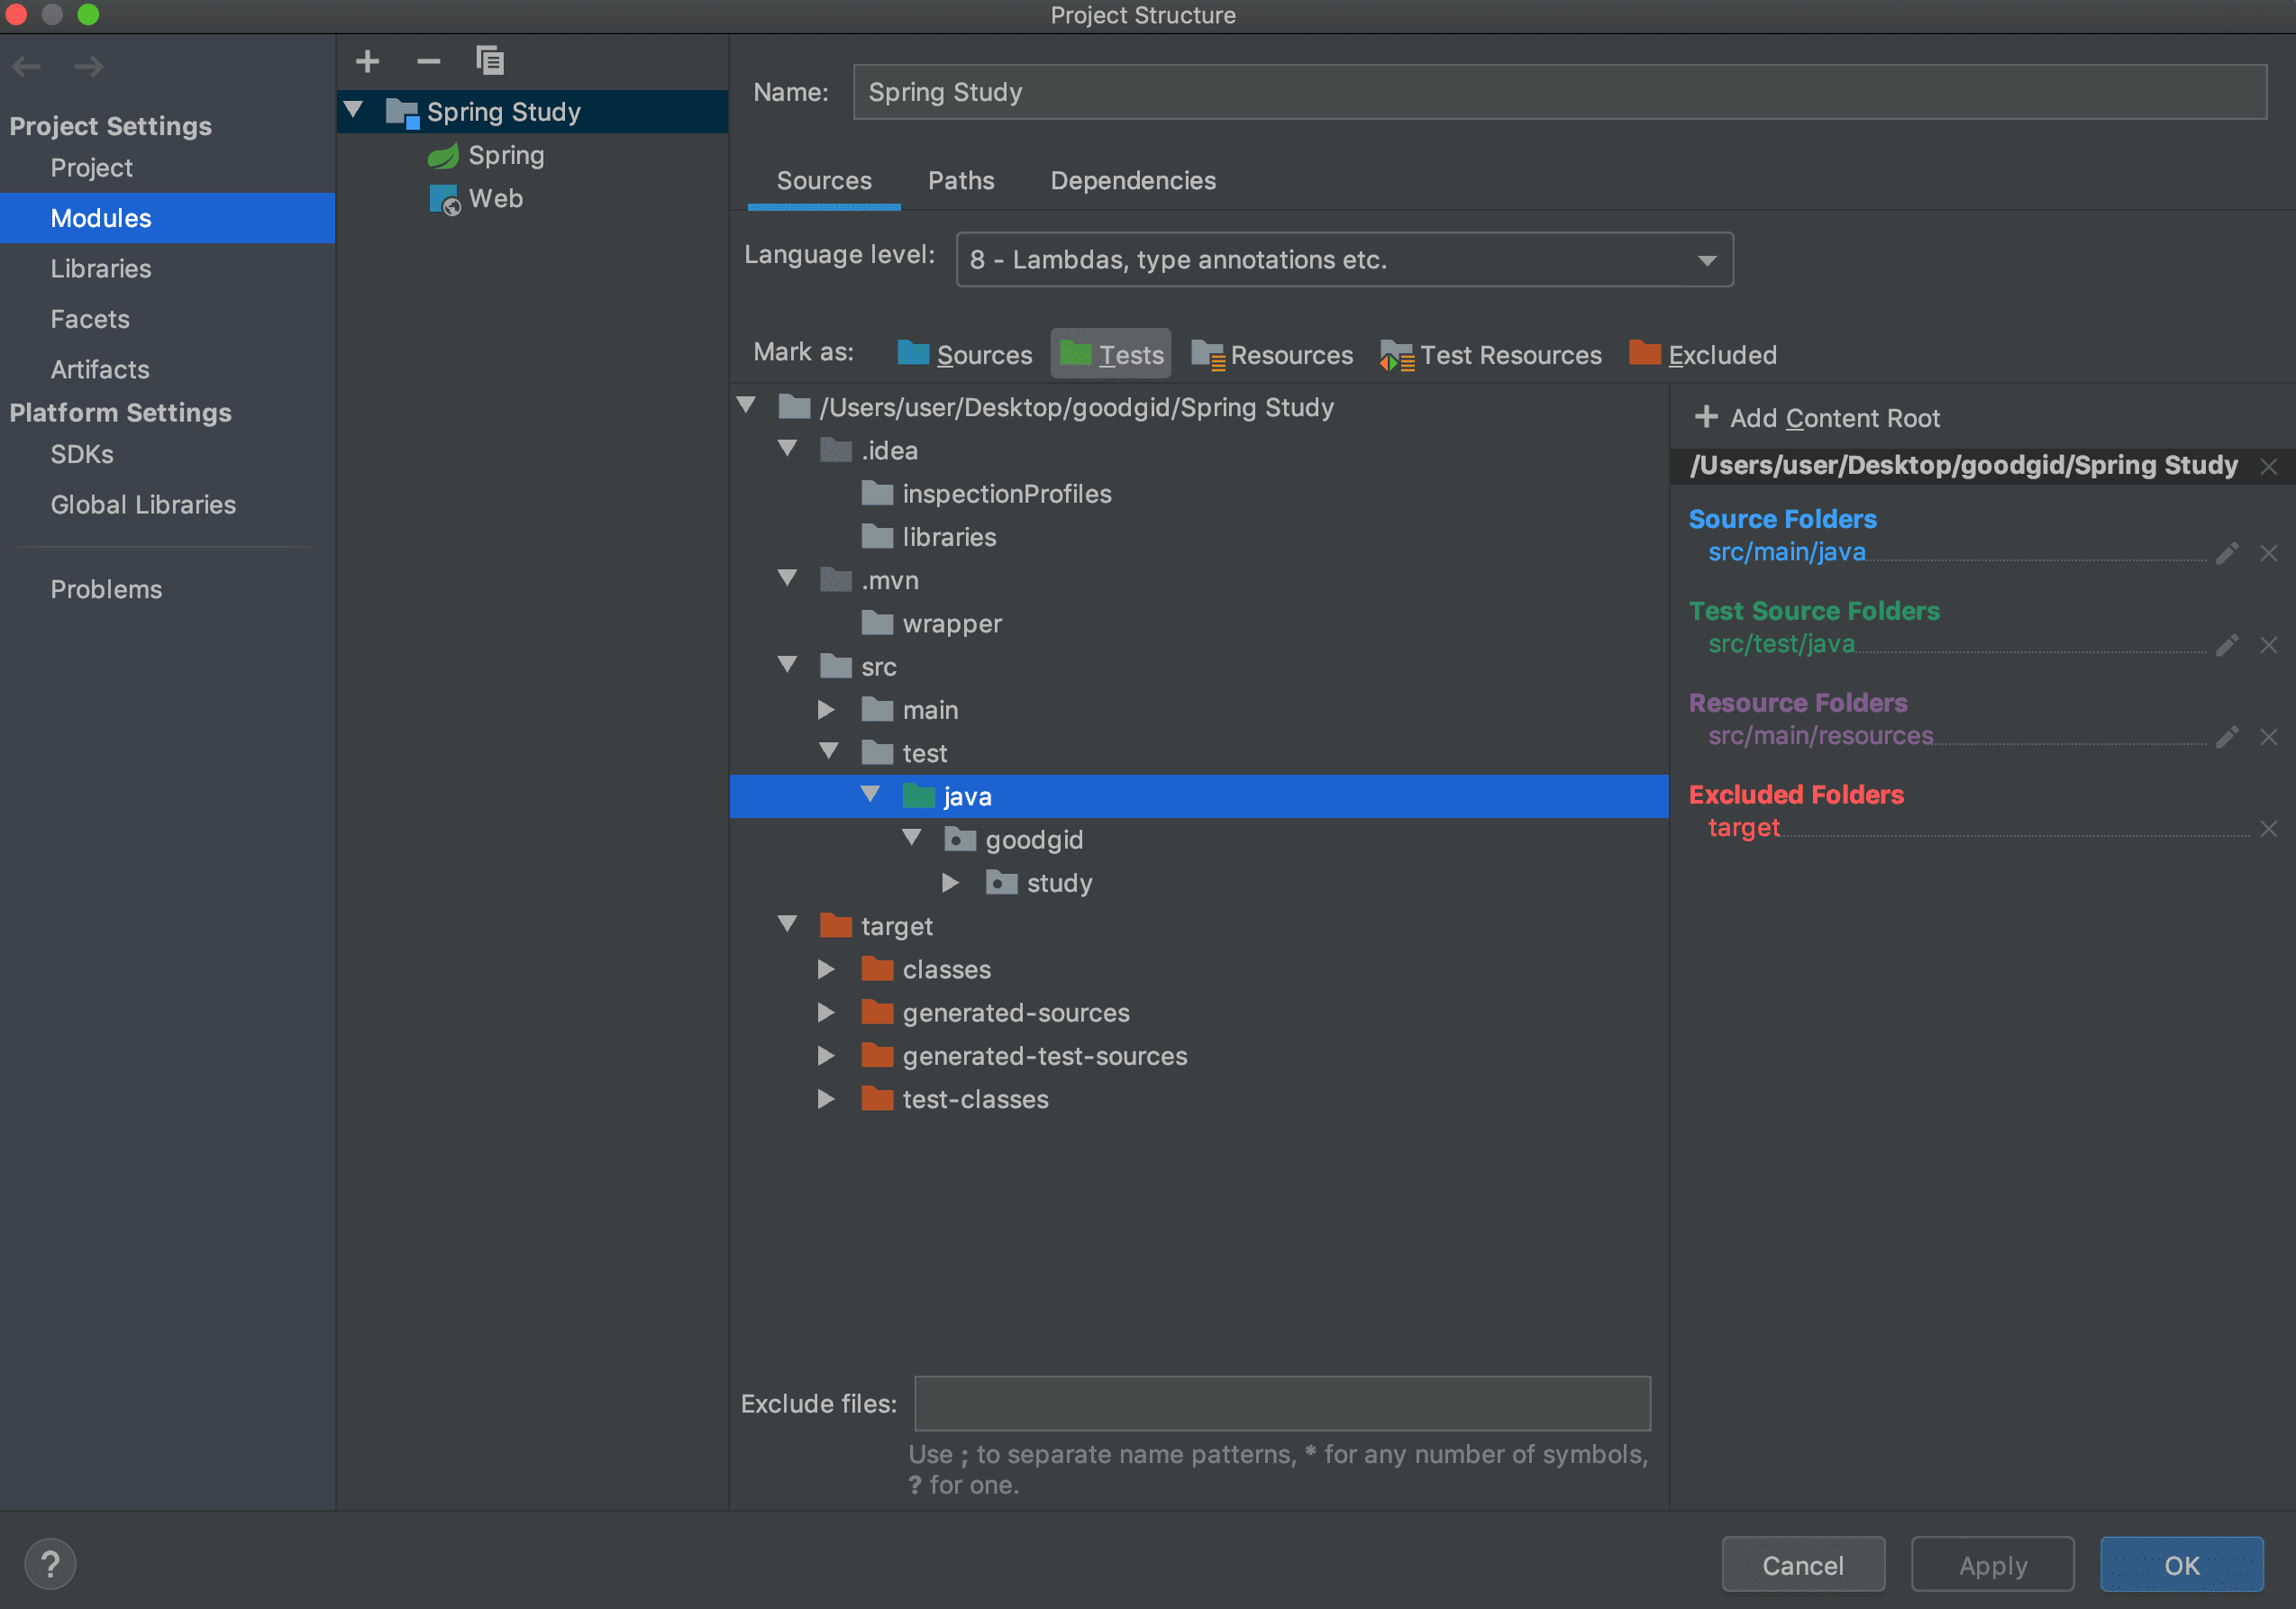 Project Structure
Project Settings
Project
Modules
Libraries
Facets
Artifacts
Platform Settings
SDKs
Global Libraries
Problems
Spring Study
Spring
Web
Name: Spring Study
Sources Paths Dependencies
Language level: 8 - Lambdas, type annotations etc.
Mark as: Sources Tests Resources Test Resources Excluded
/Users/user/Desktop/goodgid/Spring Study
.idea
inspectionProfiles
libraries
.mvn
wrapper
src
main
test
java
goodgid
study
target
classes
generated-sources
generated-test-sources
test-classes
Exclude files:
Use ; to separate name patterns, * for any number of symbols,
? for one.
+ Add Content Root
/Users/user/Desktop/goodgid/Spring Study
Source Folders
src/main/java
Test Source Folders
src/test/java
Resource Folders
src/main/resources
Excluded Folders
target
?
Cancel Apply OK